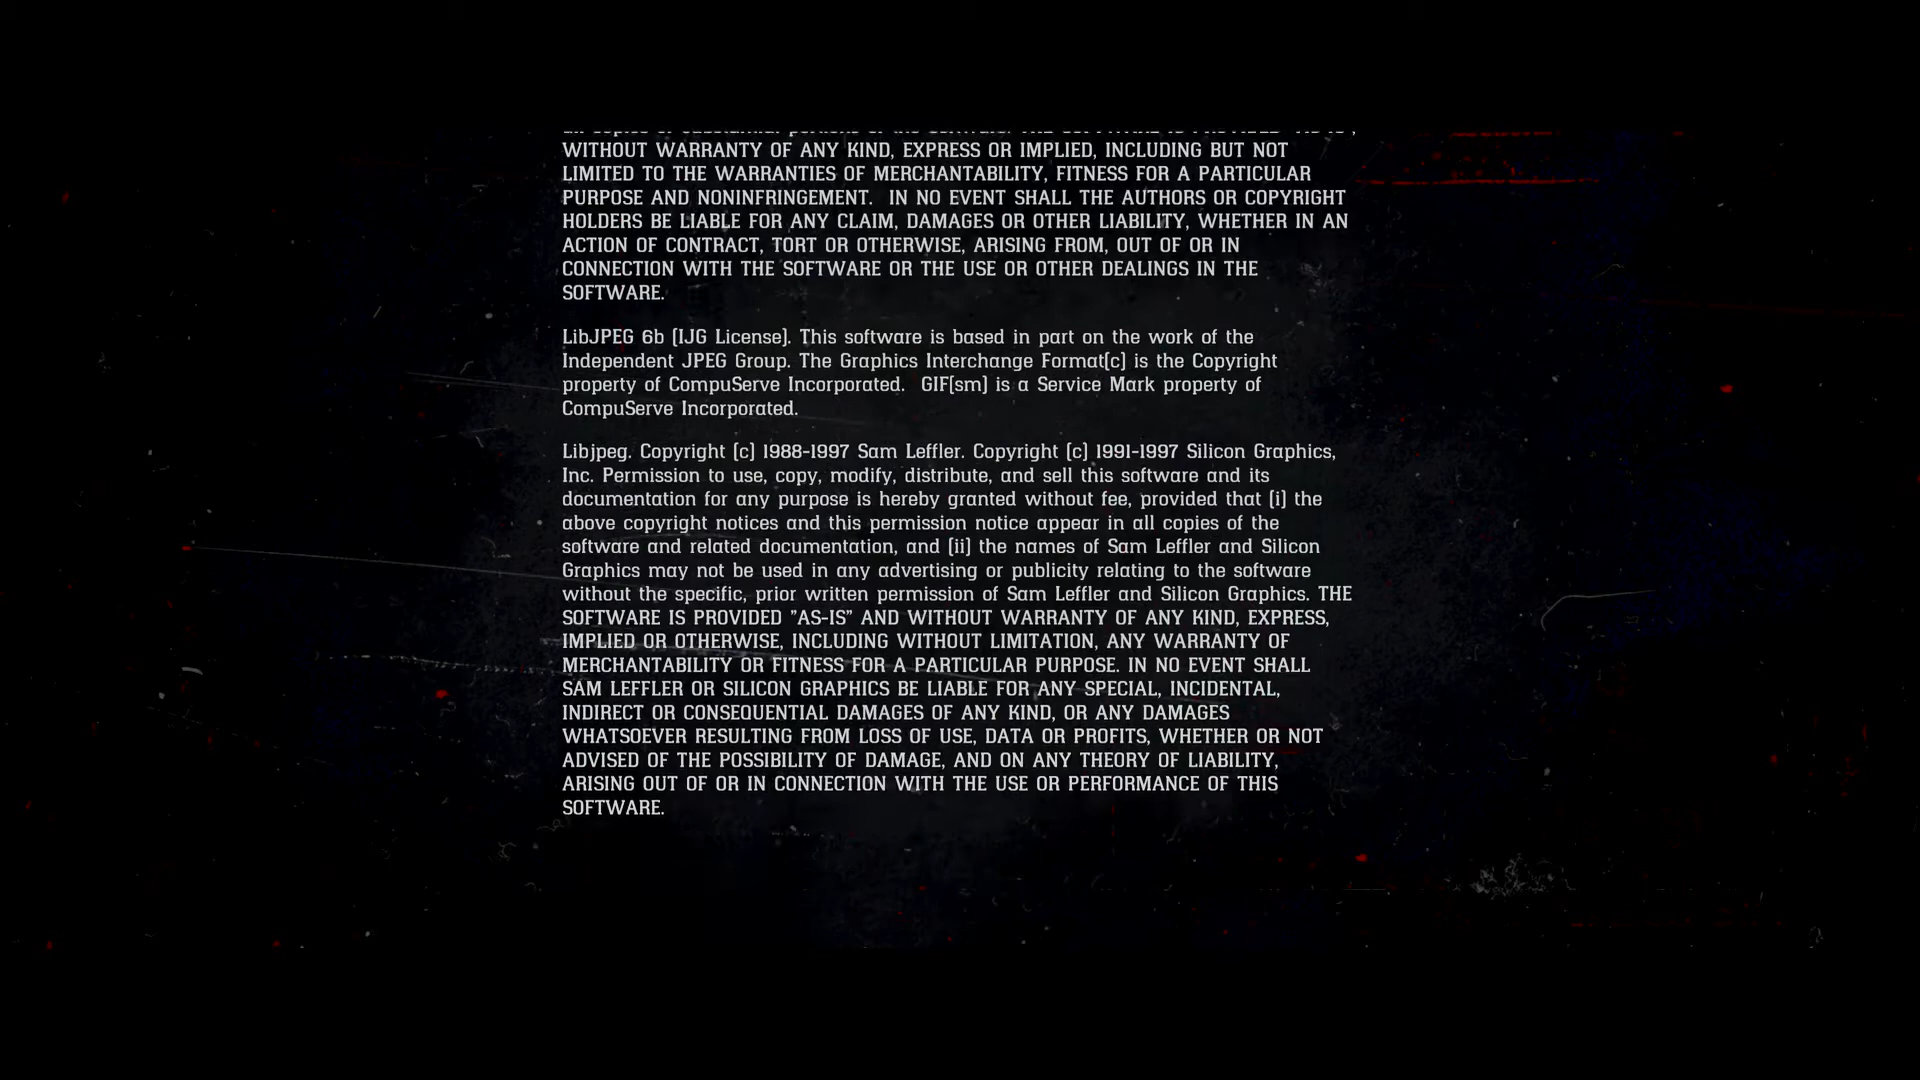 WITHOUT WARRANTY OF ANY KIND, EXPRESS OR IMPLIED, INCLUDING BUT NOT
LIMITED TO THE WARRANTIES OF MERCHANTABILITY, FITNESS FOR A PARTICULAR
PURPOSE AND NONINFRINGEMENT.  IN NO EVENT SHALL THE AUTHORS OR COPYRIGHT
HOLDERS BE LIABLE FOR ANY CLAIM, DAMAGES OR OTHER LIABILITY, WHETHER IN AN
ACTION OF CONTRACT, TORT OR OTHERWISE, ARISING FROM, OUT OF OR IN
CONNECTION WITH THE SOFTWARE OR THE USE OR OTHER DEALINGS IN THE
SOFTWARE.
LibJPEG 6b (IJG License). This software is based in part on the work of the
Independent JPEG Group. The Graphics Interchange Format(c) is the Copyright
property of CompuServe Incorporated.  GIF(sm) is a Service Mark property of
CompuServe Incorporated.
Libjpeg. Copyright (c) 1988-1997 Sam Leffler. Copyright (c) 1991-1997 Silicon Graphics,
Inc. Permission to use, copy, modify, distribute, and sell this software and its
documentation for any purpose is hereby granted without fee, provided that (i) the
above copyright notices and this permission notice appear in all copies of the
software and related documentation, and (ii) the names of Sam Leffler and Silicon
Graphics may not be used in any advertising or publicity relating to the software
without the specific, prior written permission of Sam Leffler and Silicon Graphics. THE
SOFTWARE IS PROVIDED "AS-IS" AND WITHOUT WARRANTY OF ANY KIND, EXPRESS,
IMPLIED OR OTHERWISE, INCLUDING WITHOUT LIMITATION, ANY WARRANTY OF
MERCHANTABILITY OR FITNESS FOR A PARTICULAR PURPOSE. IN NO EVENT SHALL
SAM LEFFLER OR SILICON GRAPHICS BE LIABLE FOR ANY SPECIAL, INCIDENTAL,
INDIRECT OR CONSEQUENTIAL DAMAGES OF ANY KIND, OR ANY DAMAGES
WHATSOEVER RESULTING FROM LOSS OF USE, DATA OR PROFITS, WHETHER OR NOT
ADVISED OF THE POSSIBILITY OF DAMAGE, AND ON ANY THEORY OF LIABILITY,
ARISING OUT OF OR IN CONNECTION WITH THE USE OR PERFORMANCE OF THIS
SOFTWARE.